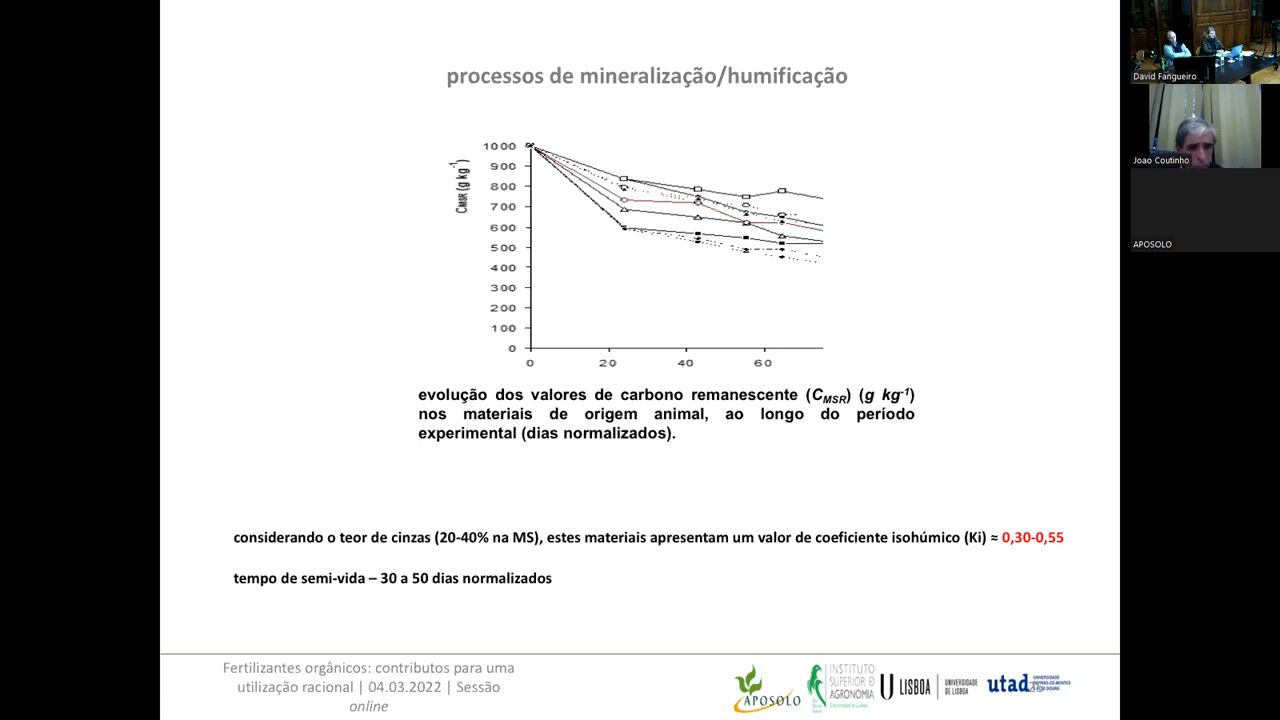 processos de mineralização/humificação
David Fangueiro
Joao Coutinho
APOSOLO
C_MSR (g kg⁻¹)
1000
900
800
700
600
500
400
300
200
100
0
0 20 40 60
evolução dos valores de carbono remanescente (C_MSR) (g kg⁻¹)
nos materiais de origem animal, ao longo do período
experimental (dias normalizados).
considerando o teor de cinzas (20-40% na MS), estes materiais apresentam um valor de coeficiente isohúmico (Ki) ≈ 0,30-0,55
tempo de semi-vida – 30 a 50 dias normalizados
Fertilizantes orgânicos: contributos para uma
utilização racional | 04.03.2022 | Sessão
online
APOSOLO
INSTITUTO
SUPERIOR D
AGRONOMIA
Universidade de Lisboa
LISBOA
UNIVERSIDADE
DE LISBOA
utad
UNIVERSIDADE